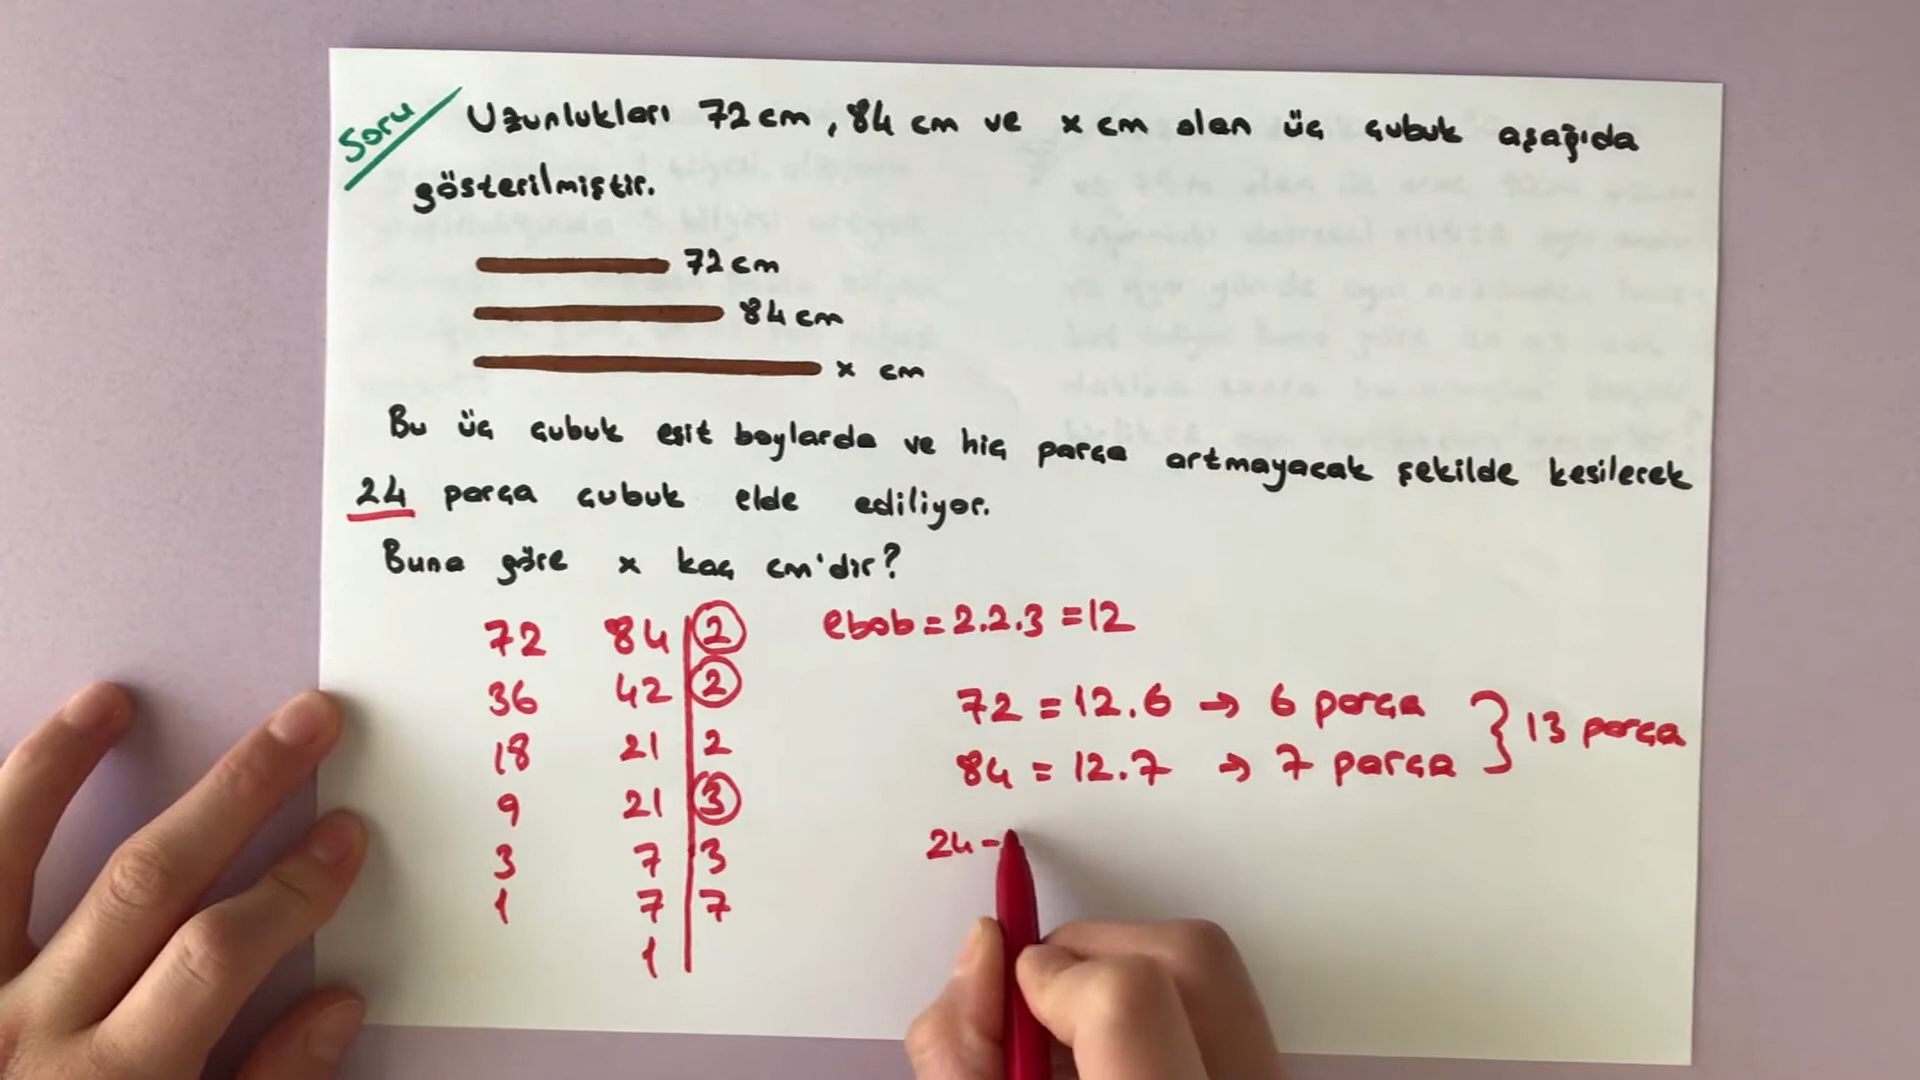 Soru
Uzunlukları 72 cm, 84 cm ve x cm olan üç çubuk aşağıda
gösterilmiştir.
72 cm
84 cm
x cm
Bu üç çubuk eşit boylarda ve hiç parça artmayacak şekilde kesilerek
24 parça çubuk elde ediliyor.
Buna göre x kaç cm'dir?
72 84 2
36 42 2
18 21 2
9 21 3
3 7 3
1 7 7
1
ebob = 2.2.3 = 12
72 = 12.6 → 6 parça
84 = 12.7 → 7 parça
13 parça
24 -